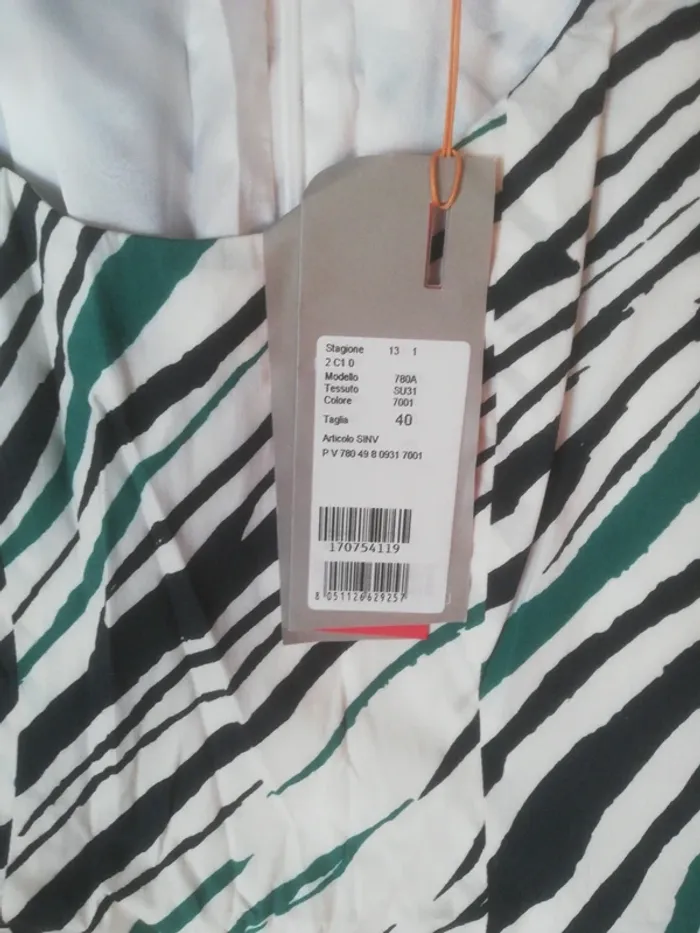 Stagione 13 1
2 C1 0
Modello 780A
Tessuto SU31
Colore 7001
Taglia 40
Articolo SINV
P V 780 49 8 0931 7001
170754119
8 051126 629257